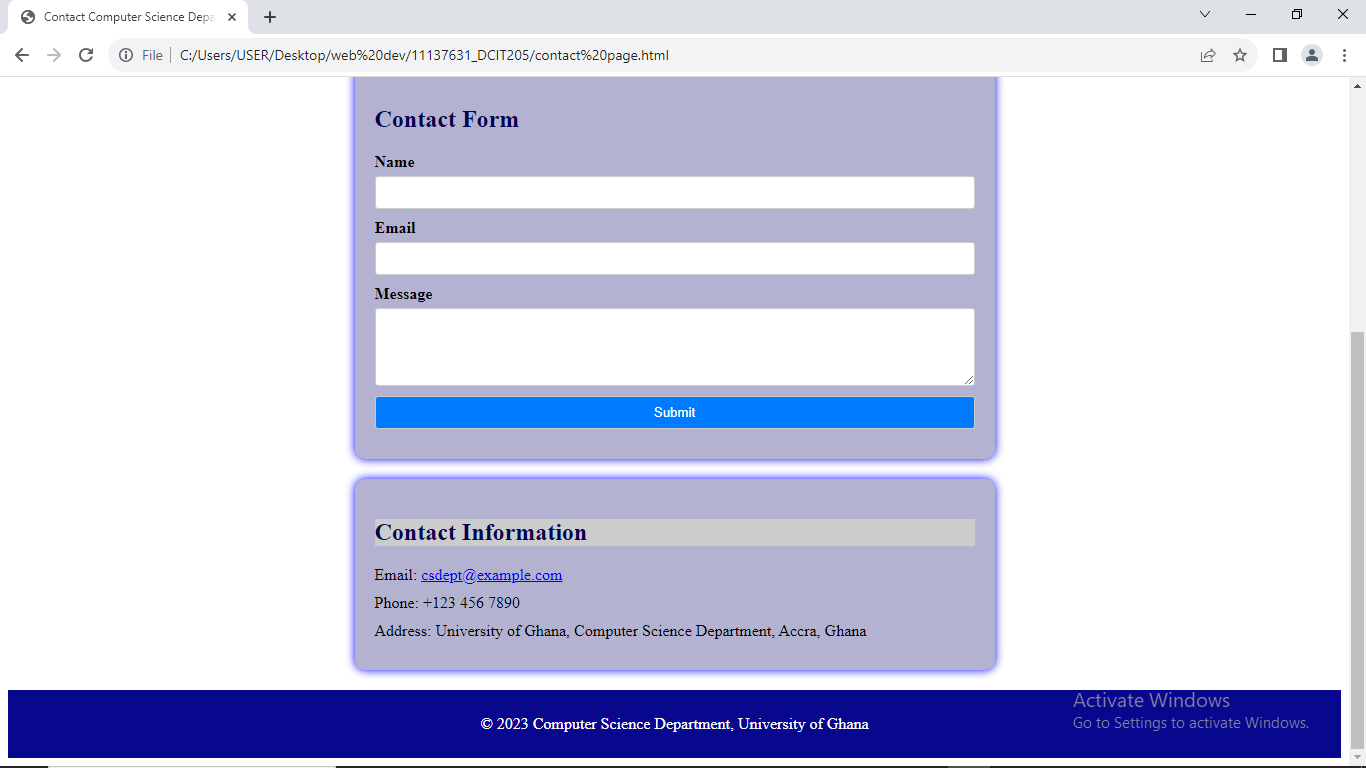 Contact Computer Science Depa
File
C:/Users/USER/Desktop/web%20dev/11137631_DCIT205/contact%20page.html
Contact Form
Name
Email
Message
Submit
Contact Information
Email: csdept@example.com
Phone: +123 456 7890
Address: University of Ghana, Computer Science Department, Accra, Ghana
© 2023 Computer Science Department, University of Ghana
Activate Windows
Go to Settings to activate Windows.